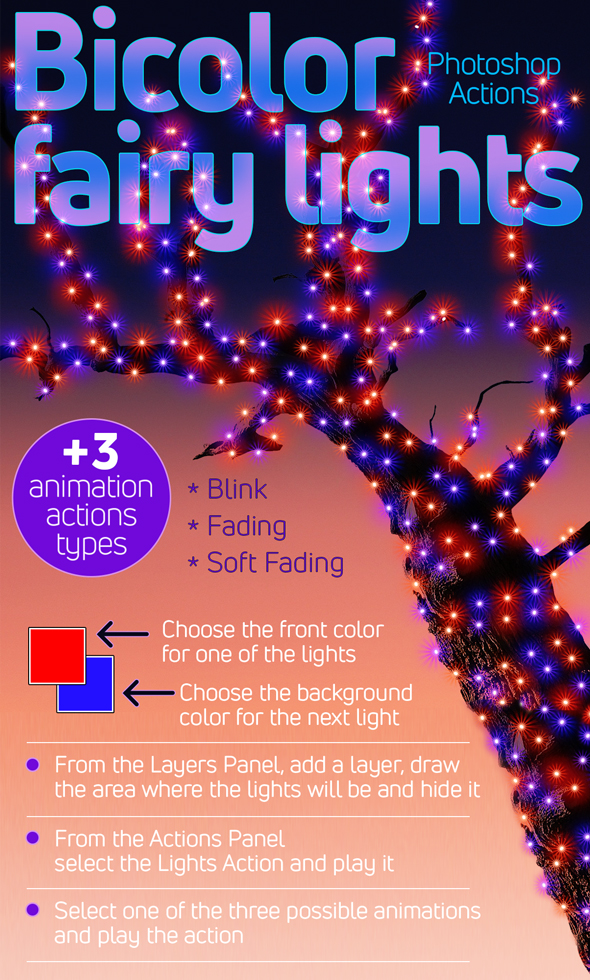 Bicolor
Photoshop
Actions
fairy lights
+3
animation
actions
types
* Blink
* Fading
* Soft Fading
Choose the front color
for one of the lights
Choose the background
color for the next light
From the Layers Panel, add a layer, draw
the area where the lights will be and hide it
From the Actions Panel
select the Lights Action and play it
Select one of the three possible animations
and play the action